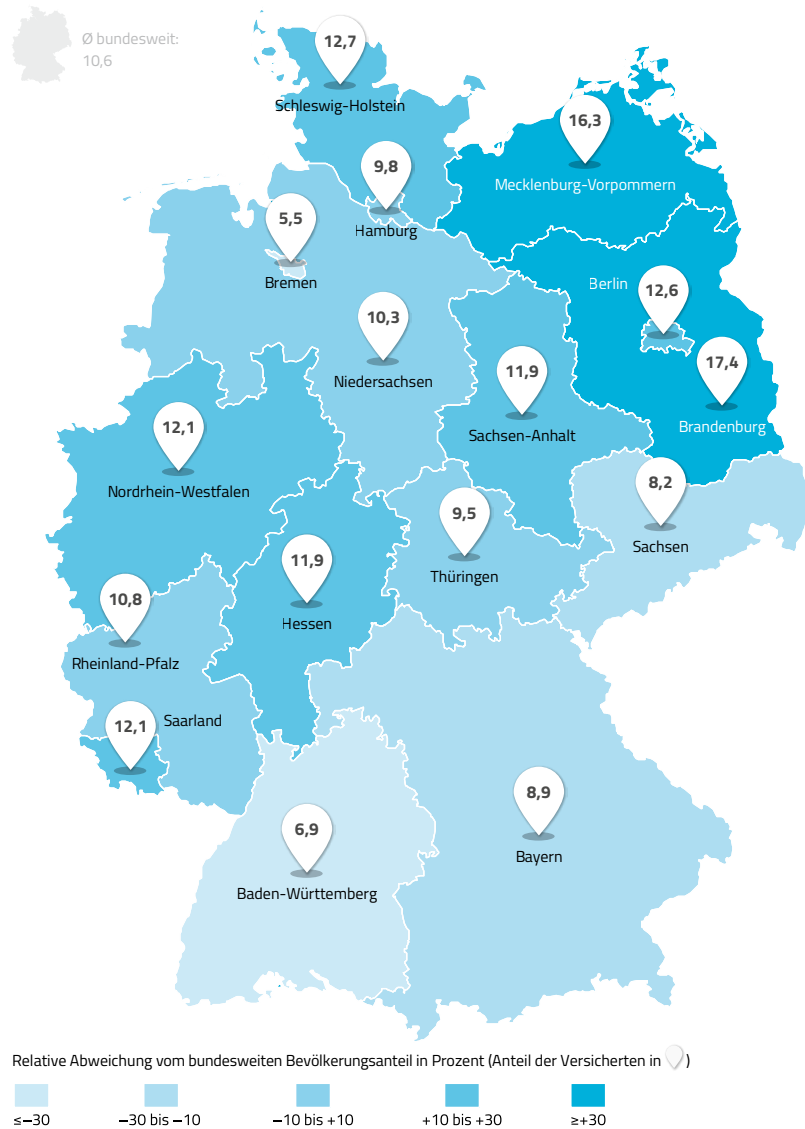 Ø bundesweit:
10,6
12,7
Schleswig-Holstein
16,3
Mecklenburg-Vorpommern
9,8
Hamburg
5,5
Bremen
Berlin
12,6
10,3
Niedersachsen
11,9
Sachsen-Anhalt
17,4
Brandenburg
12,1
Nordrhein-Westfalen
8,2
Sachsen
9,5
Thüringen
11,9
Hessen
10,8
Rheinland-Pfalz
Saarland
12,1
8,9
Bayern
6,9
Baden-Württemberg
Relative Abweichung vom bundesweiten Bevölkerungsanteil in Prozent (Anteil der Versicherten in )
≤−30 −30 bis −10 −10 bis +10 +10 bis +30 ≥+30